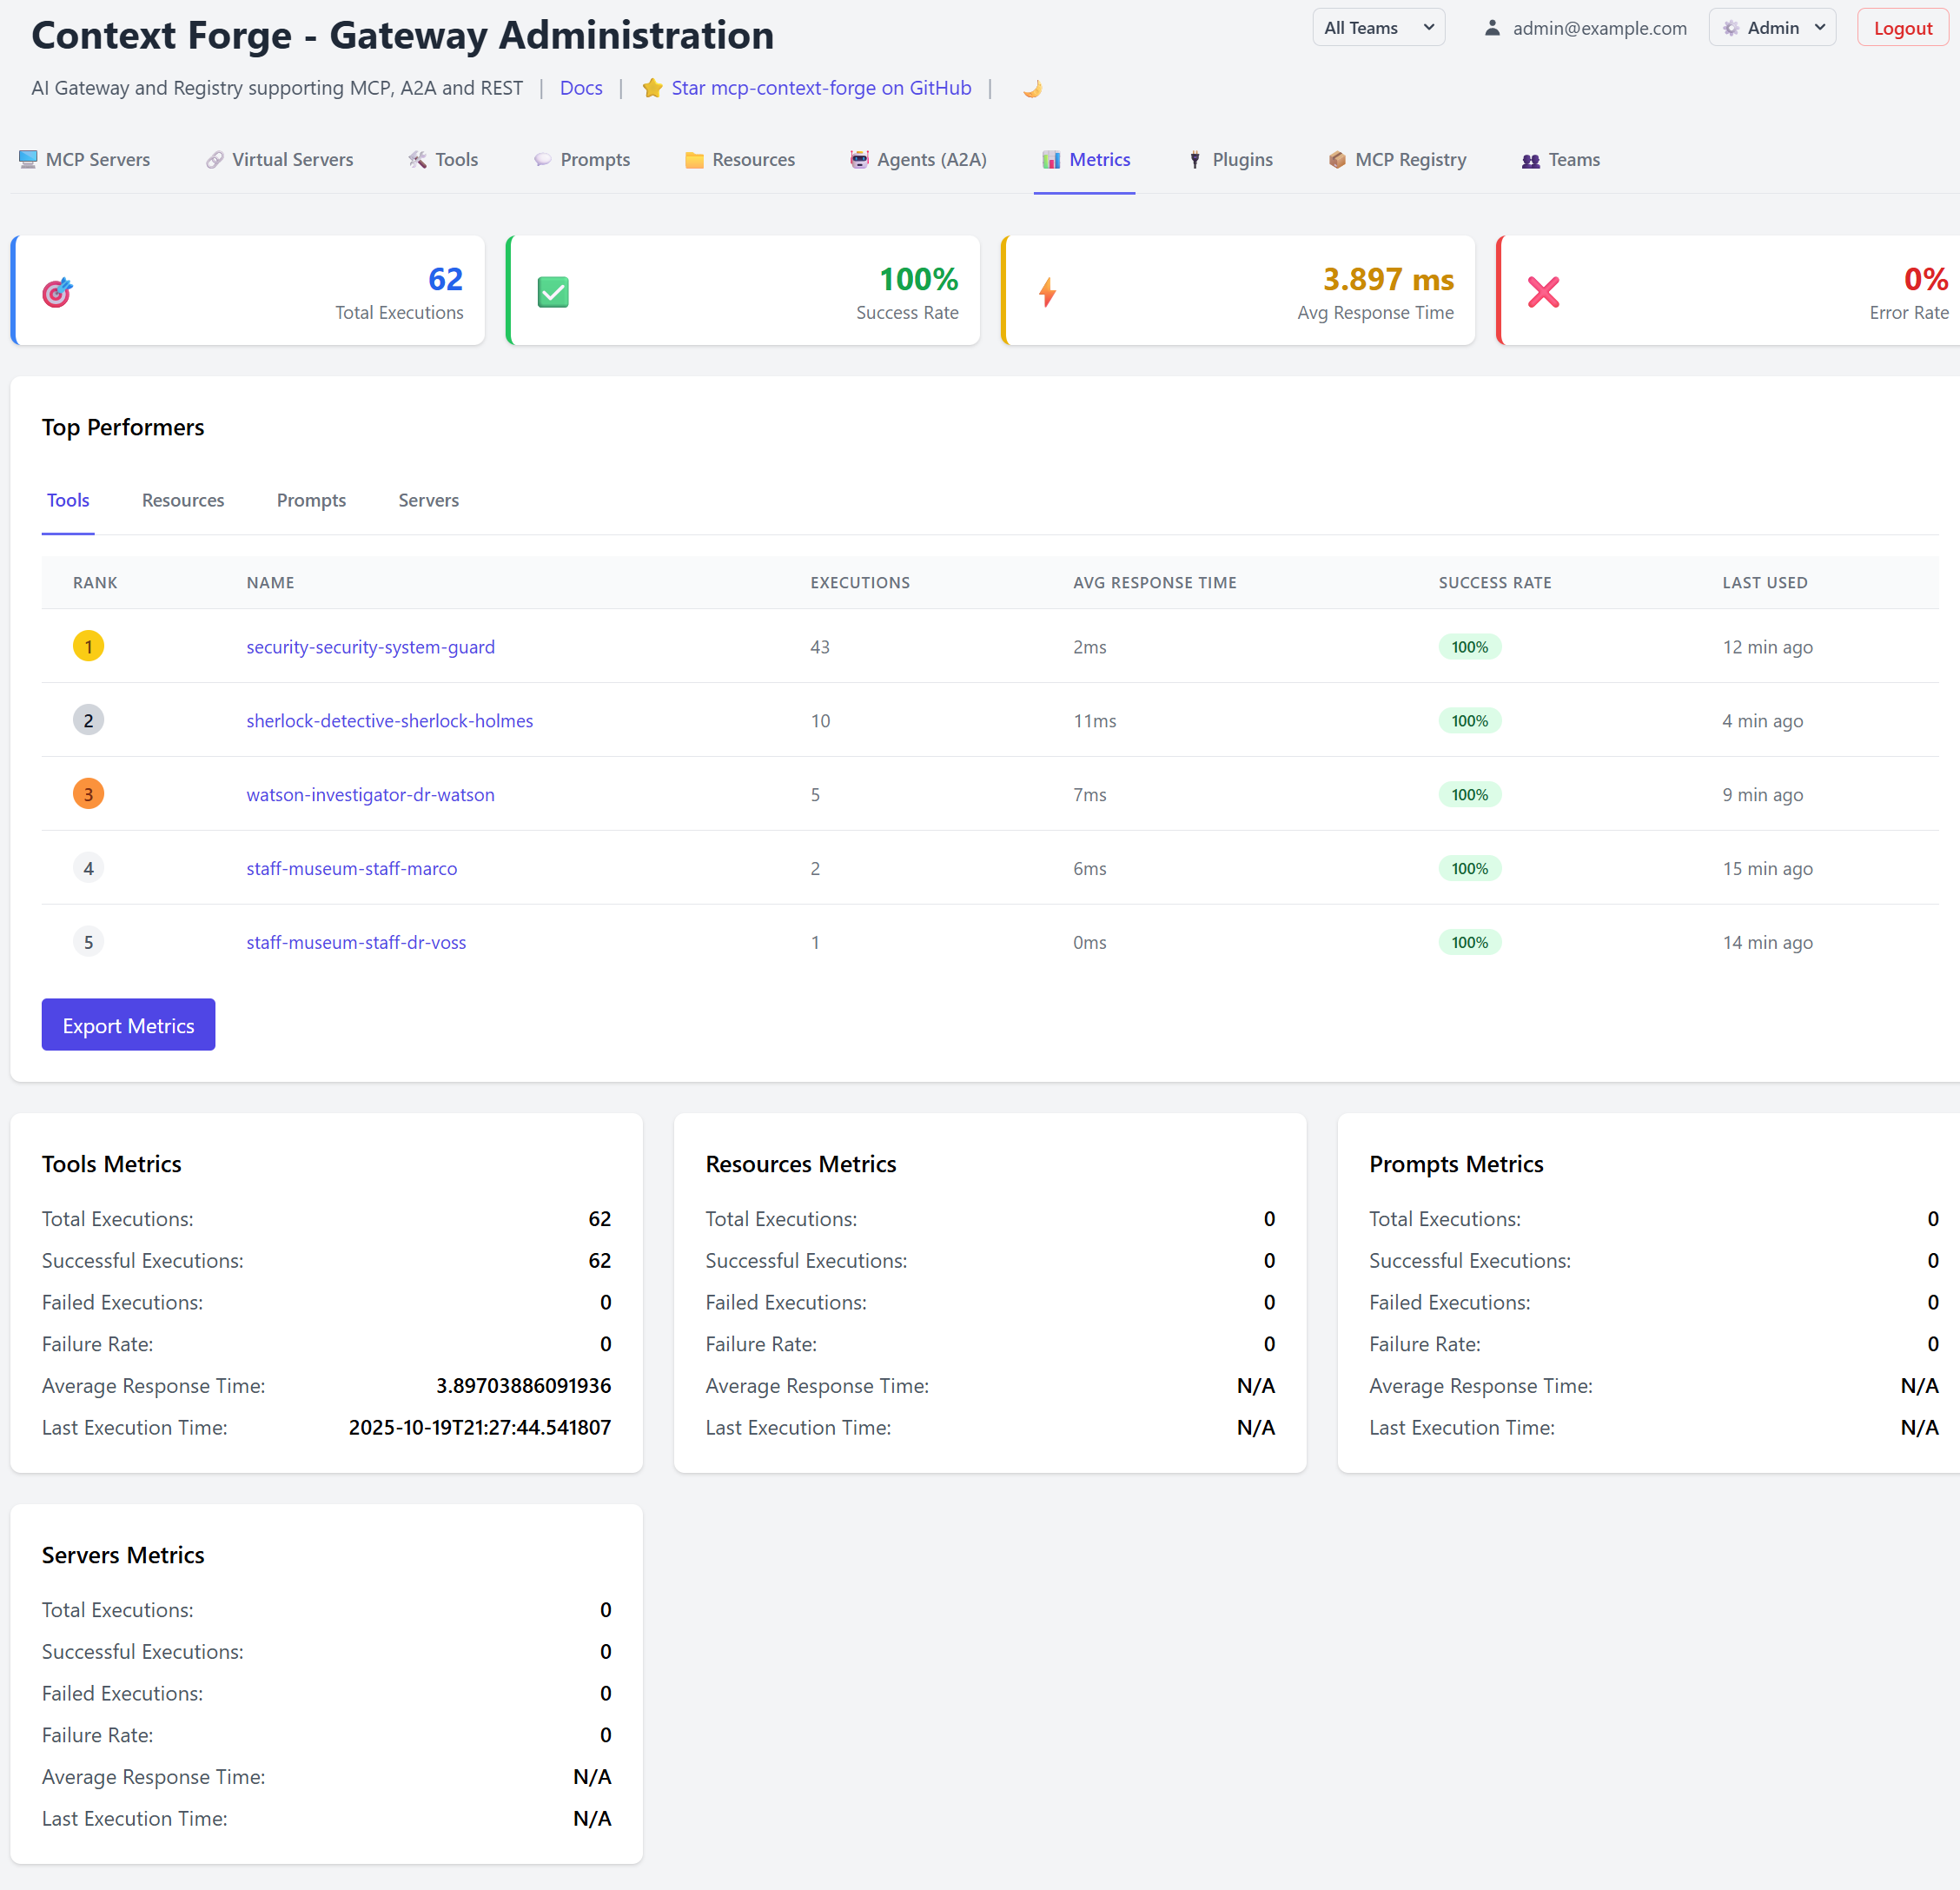 Context Forge - Gateway Administration
All Teams
admin@example.com
Admin
Logout
AI Gateway and Registry supporting MCP, A2A and REST | Docs | Star mcp-context-forge on GitHub |
MCP Servers
Virtual Servers
Tools
Prompts
Resources
Agents (A2A)
Metrics
Plugins
MCP Registry
Teams
62
Total Executions
100%
Success Rate
3.897 ms
Avg Response Time
0%
Error Rate
Top Performers
Tools Resources Prompts Servers
RANK NAME EXECUTIONS AVG RESPONSE TIME SUCCESS RATE LAST USED
1 security-security-system-guard 43 2ms 100% 12 min ago
2 sherlock-detective-sherlock-holmes 10 11ms 100% 4 min ago
3 watson-investigator-dr-watson 5 7ms 100% 9 min ago
4 staff-museum-staff-marco 2 6ms 100% 15 min ago
5 staff-museum-staff-dr-voss 1 0ms 100% 14 min ago
Export Metrics
Tools Metrics
Total Executions: 62
Successful Executions: 62
Failed Executions: 0
Failure Rate: 0
Average Response Time: 3.89703886091936
Last Execution Time: 2025-10-19T21:27:44.541807
Resources Metrics
Total Executions: 0
Successful Executions: 0
Failed Executions: 0
Failure Rate: 0
Average Response Time: N/A
Last Execution Time: N/A
Prompts Metrics
Total Executions: 0
Successful Executions: 0
Failed Executions: 0
Failure Rate: 0
Average Response Time: N/A
Last Execution Time: N/A
Servers Metrics
Total Executions: 0
Successful Executions: 0
Failed Executions: 0
Failure Rate: 0
Average Response Time: N/A
Last Execution Time: N/A